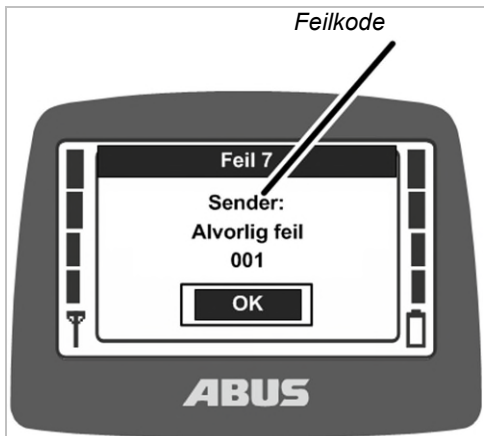 Feilkode
Feil 7
Sender:
Alvorlig feil
001
OK
ABUS